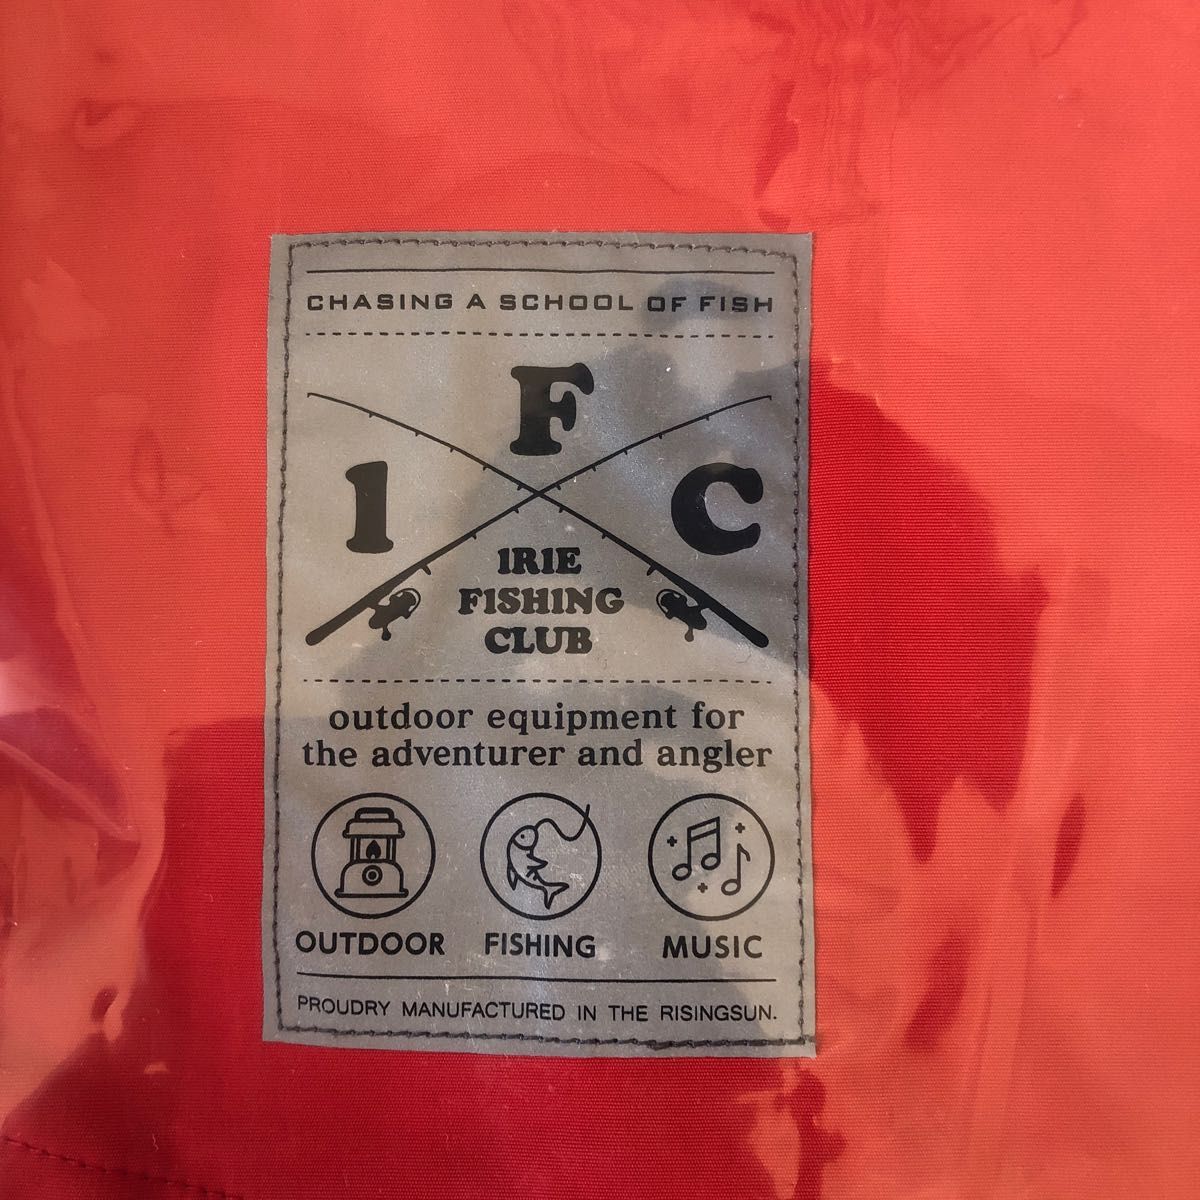 CHASING A SCHOOL OF FISH
F
I C
IRIE
FISHING
CLUB
outdoor equipment for
the adventurer and angler
OUTDOOR FISHING MUSIC
PROUDRY MANUFACTURED IN THE RISINGSUN.